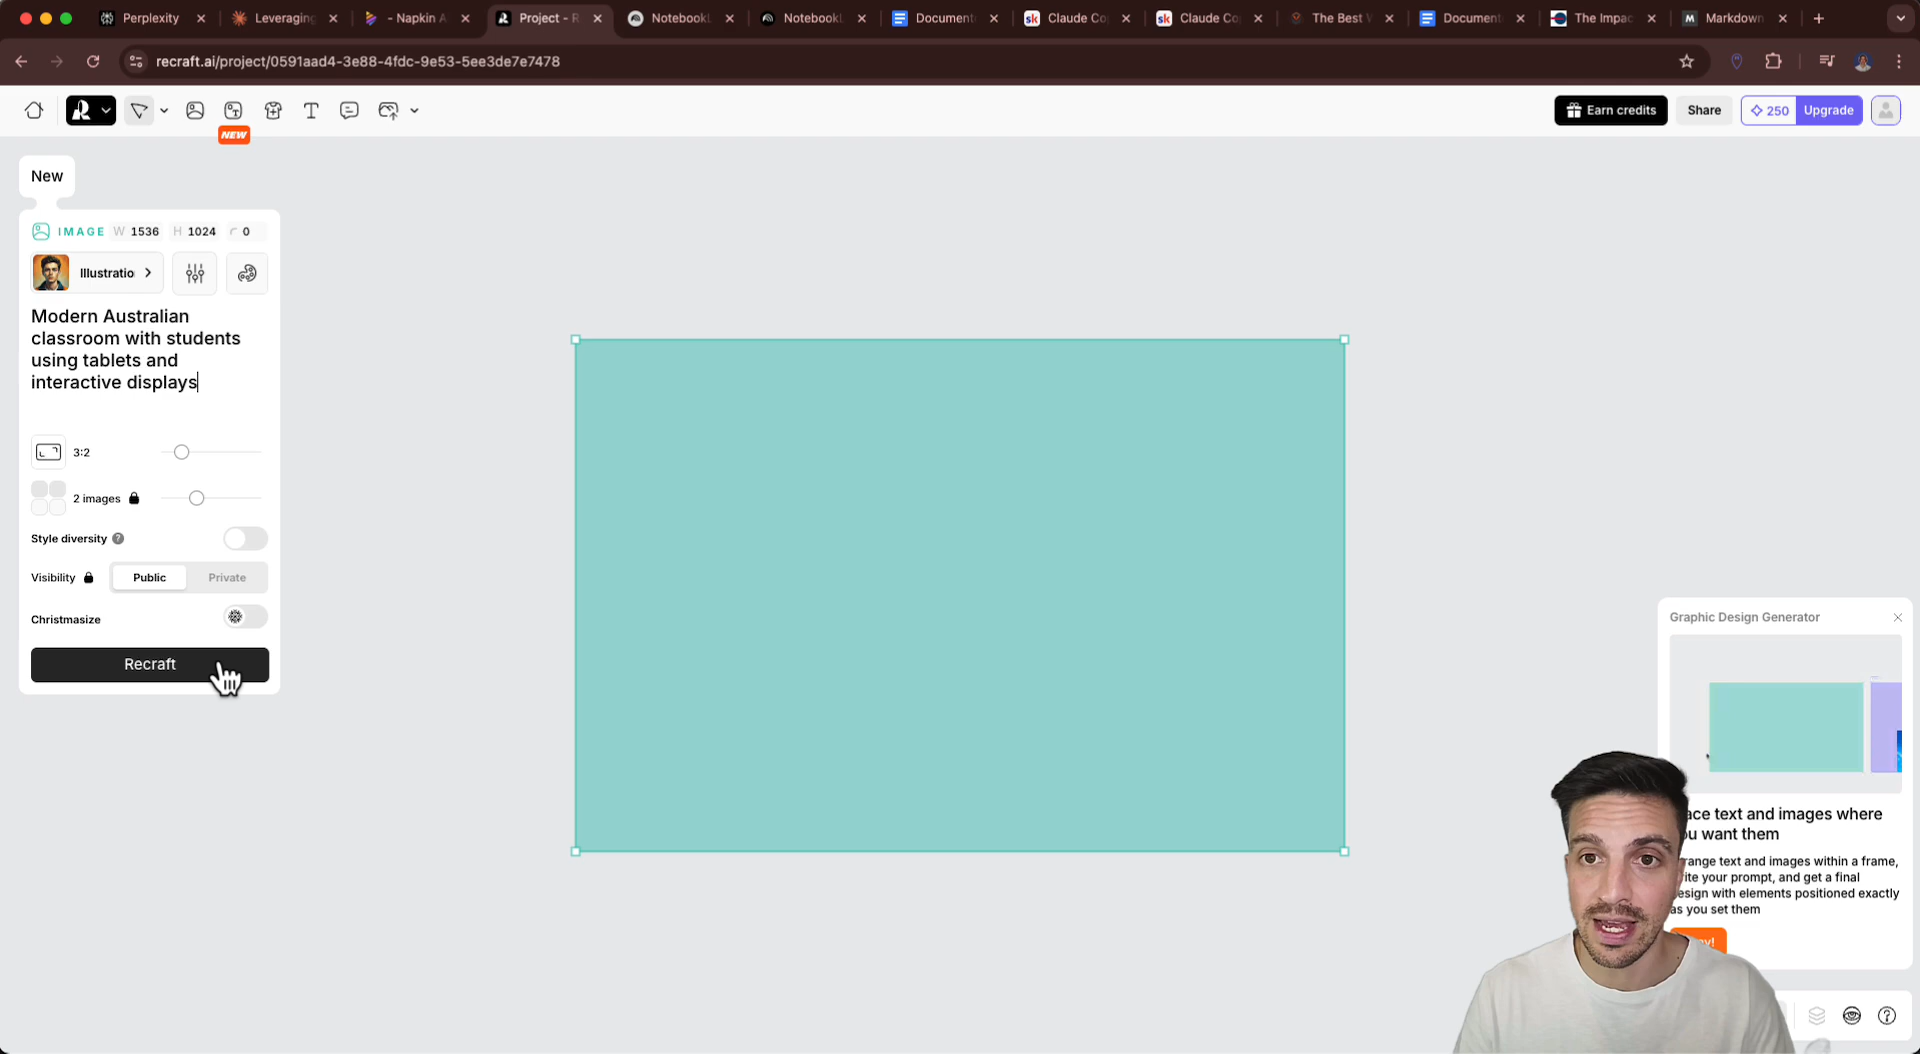 Perplexity
Leveraging
- Napkin A
Project - R
NotebookL
NotebookL
Document
Claude Co
Claude Co
The Best
Document
The Impac
Markdown
recraft.ai/project/0591aad4-3e88-4fdc-9e53-5ee3de7e7478
NEW
Earn credits
Share
250
Upgrade
New
IMAGE W 1536 H 1024 0
Illustratio
Modern Australian
classroom with students
using tablets and
interactive displays
3:2
2 images
Style diversity
Visibility Public Private
Christmasize
Recraft
Graphic Design Generator
ace text and images where
ou want them
range text and images within a frame,
ite your prompt, and get a final
esign with elements positioned exactly
as you set them